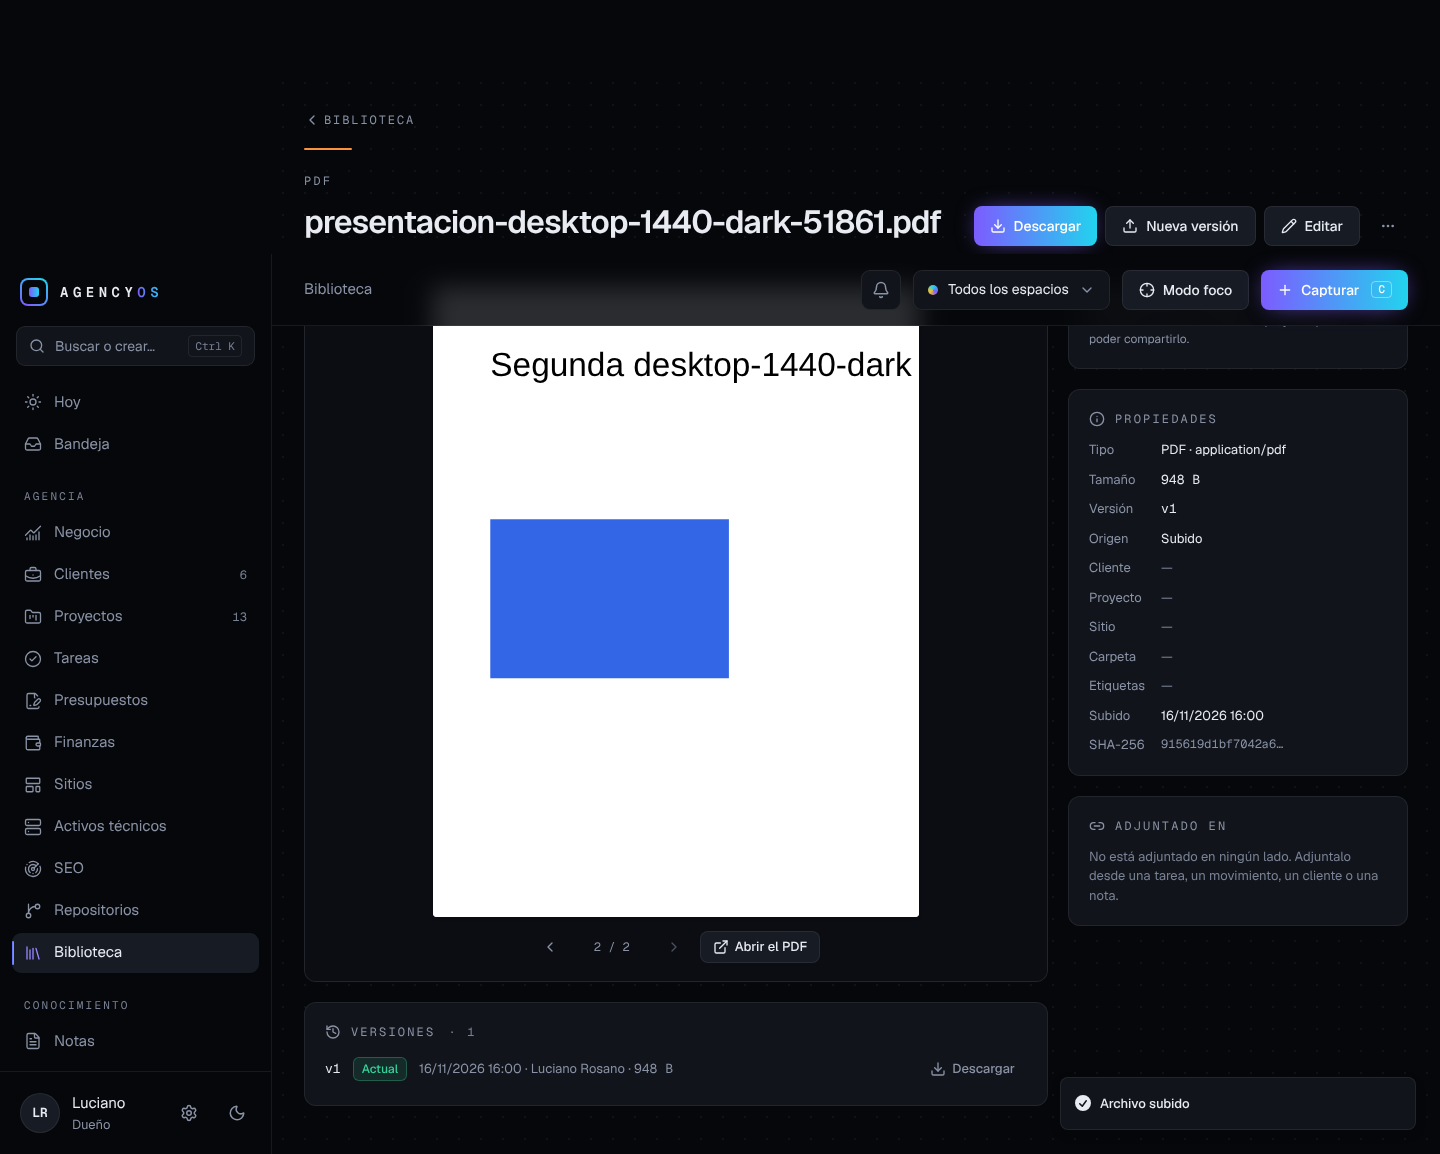 BIBLIOTECA
PDF
presentacion-desktop-1440-dark-51861.pdf
Descargar
Nueva versión
Editar
AGENCYOS
Biblioteca
Todos los espacios
Modo foco
Capturar C
Buscar o crear... Ctrl K
Hoy
Bandeja
AGENCIA
Negocio
Clientes 6
Proyectos 13
Tareas
Presupuestos
Finanzas
Sitios
Activos técnicos
SEO
Repositorios
Biblioteca
CONOCIMIENTO
Notas
LR
Luciano
Dueño
Segunda desktop-1440-dark
2 / 2
Abrir el PDF
VERSIONES · 1
v1 Actual 16/11/2026 16:00 · Luciano Rosano · 948 B Descargar
poder compartirlo.
PROPIEDADES
Tipo PDF · application/pdf
Tamaño 948 B
Versión v1
Origen Subido
Cliente —
Proyecto —
Sitio —
Carpeta —
Etiquetas —
Subido 16/11/2026 16:00
SHA-256 915619d1bf7042a6…
ADJUNTADO EN
No está adjuntado en ningún lado. Adjuntalo
desde una tarea, un movimiento, un cliente o una
nota.
Archivo subido